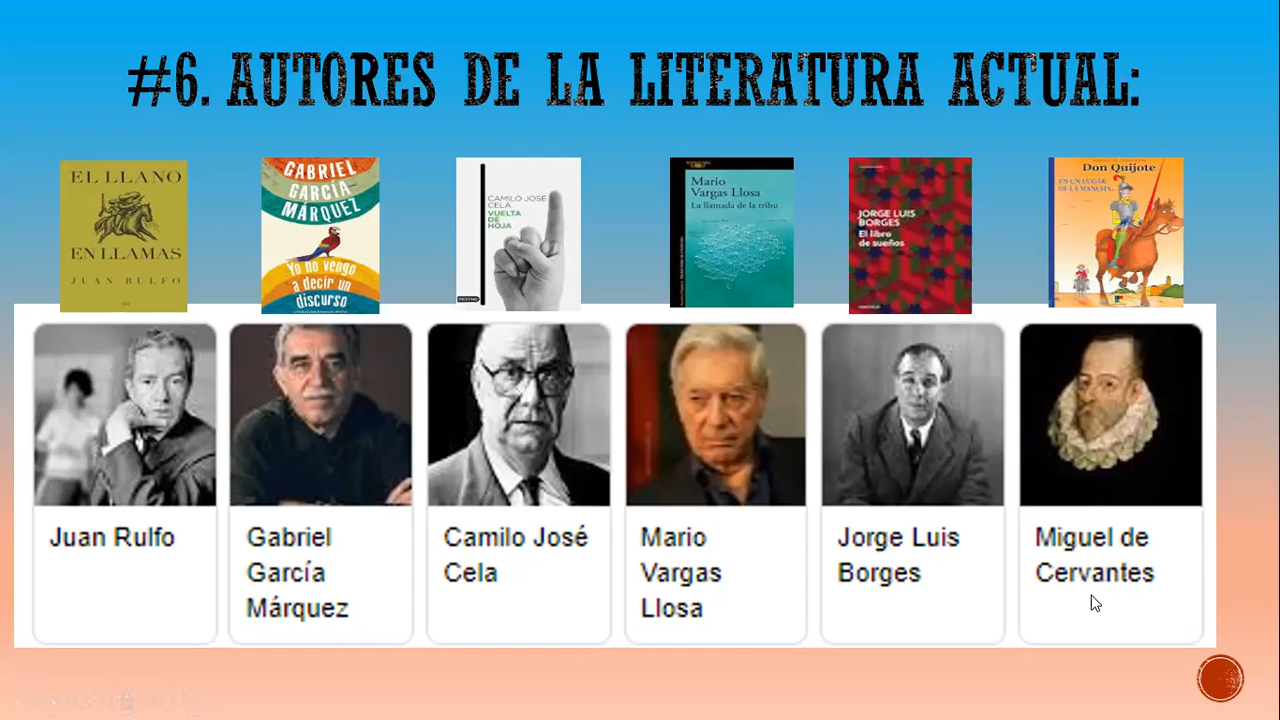 #6. AUTORES DE LA LITERATURA ACTUAL:
EL LLANO
EN LLAMAS
JUAN RULFO
GABRIEL
GARCÍA
MÁRQUEZ
Yo no vengo
a decir un
discurso
CAMILO JOSÉ
CELA
VUELTA
DE
HOJA
Mario
Vargas Llosa
La llamada de la tribu
JORGE LUIS
BORGES
El libro
de sueños
Don Quijote
EN UN LUGAR
DE LA MANCHA...
Juan Rulfo
Gabriel
García
Márquez
Camilo José
Cela
Mario
Vargas
Llosa
Jorge Luis
Borges
Miguel de
Cervantes